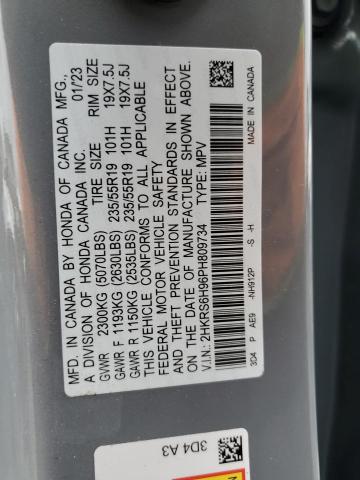 MFD. IN CANADA BY HONDA OF CANADA MFG.,
A DIVISION OF HONDA CANADA INC. 01/23
GVWR 2300KG (5070LBS) TIRE SIZE RIM SIZE
GAWR F 1193KG (2630LBS) 235/55R19 101H 19X7.5J
GAWR R 1150KG (2535LBS) 235/55R19 101H 19X7.5J
THIS VEHICLE CONFORMS TO ALL APPLICABLE
FEDERAL MOTOR VEHICLE SAFETY
AND THEFT PREVENTION STANDARDS IN EFFECT
ON THE DATE OF MANUFACTURE SHOWN ABOVE.
V.I.N.: 2HKRS6H96PH809734 TYPE: MPV
3D4 P AE9 -NH912P -S -H MADE IN CANADA
3D4 A3